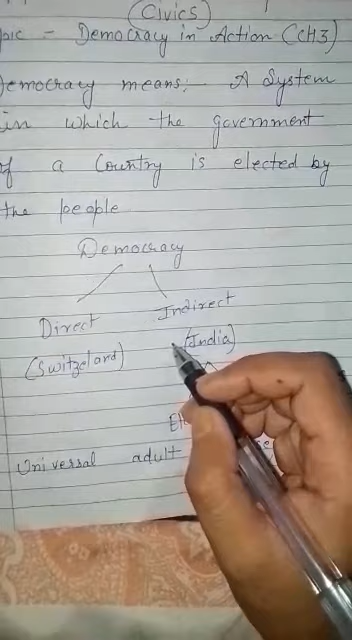 (Civics)
pic - Democracy in Action (CH3)
Democracy means:- A System
in which the government
of a Country is elected by
the people
Democracy
Direct Indirect
(Switzeland) (India)
Universal adult